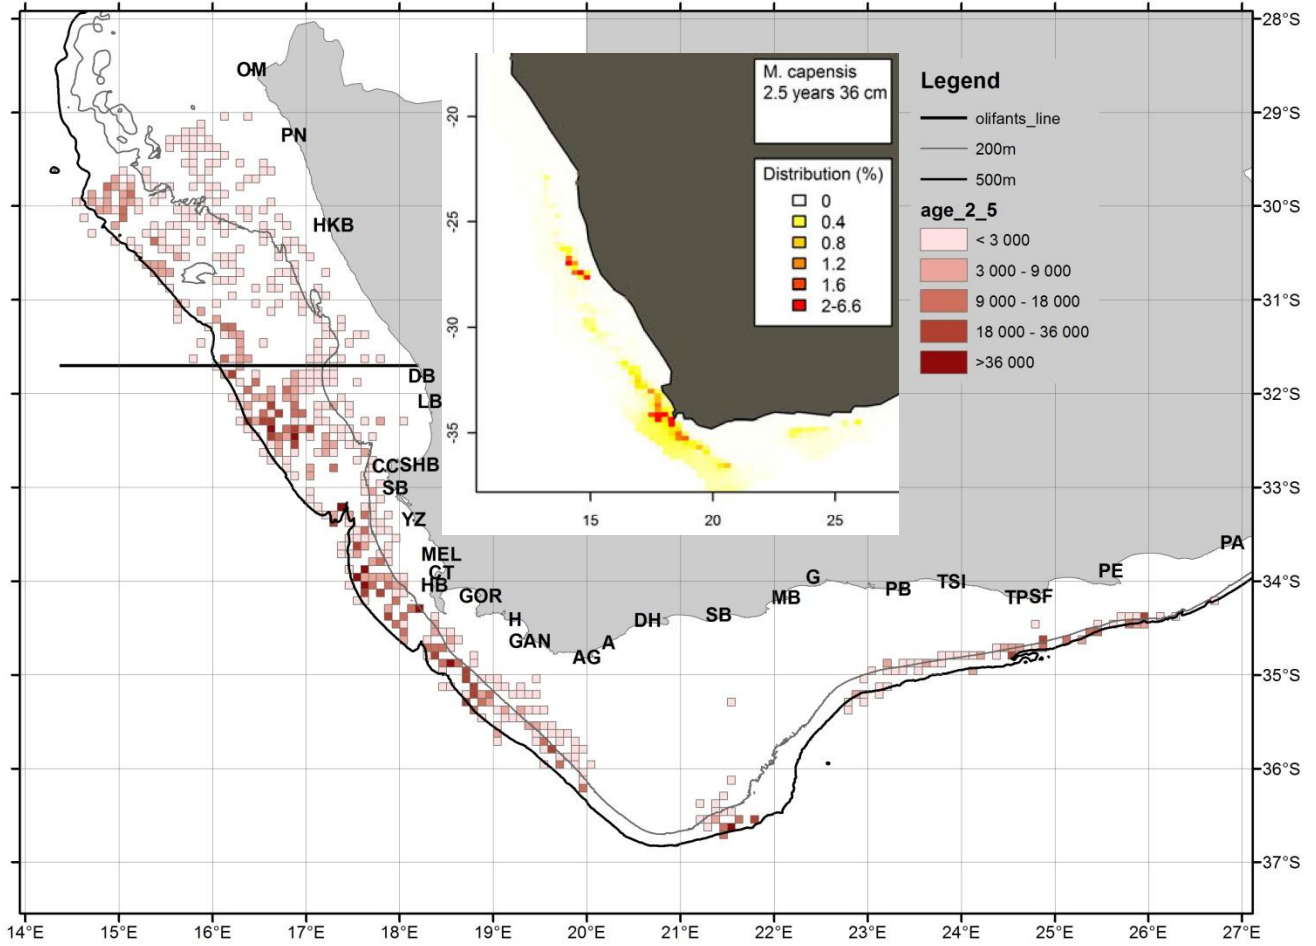 28°S
29°S
30°S
31°S
32°S
33°S
34°S
35°S
36°S
37°S
14°E
15°E
16°E
17°E
18°E
19°E
20°E
21°E
22°E
23°E
24°E
25°E
26°E
27°E
OM
PN
HKB
DB
LB
CCSHB
SB
YZ
MEL
CT
HB
GOR
H
GAN
AG
A
DH
SB
MB
G
PB
TSI
TPSF
PE
PA
M. capensis
2.5 years 36 cm
Distribution (%)
0
0.4
0.8
1.2
1.6
2-6.6
-20
-25
-30
-35
15
20
25
Legend
olifants_line
200m
500m
age_2_5
< 3 000
3 000 - 9 000
9 000 - 18 000
18 000 - 36 000
>36 000